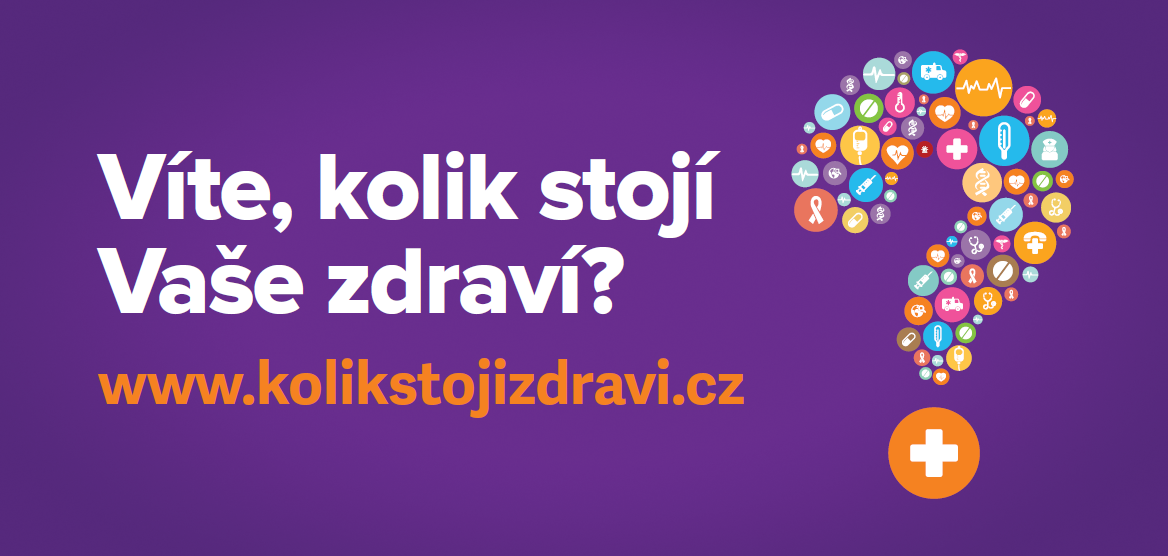 Víte, kolik stojí
Vaše zdraví?
www.kolikstojizdravi.cz